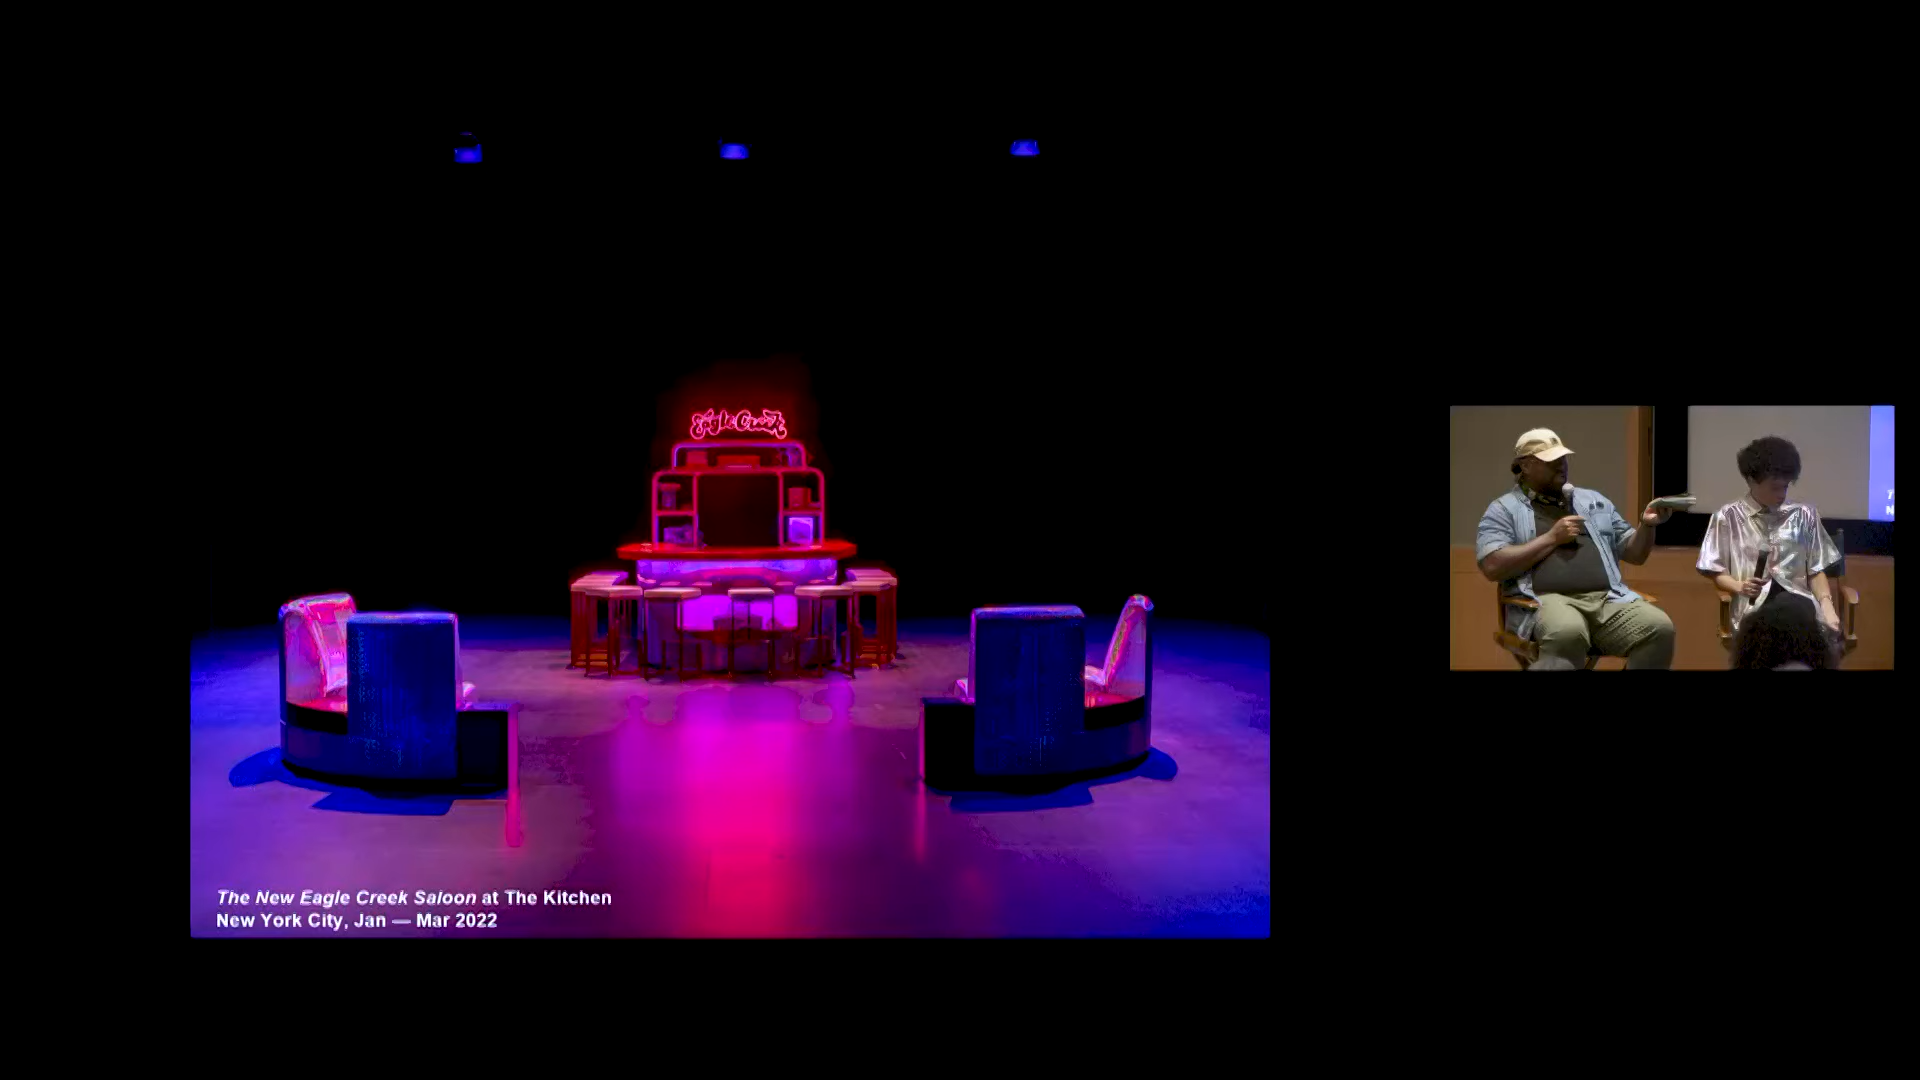 Eagle Creek
The New Eagle Creek Saloon at The Kitchen
New York City, Jan — Mar 2022
T
N